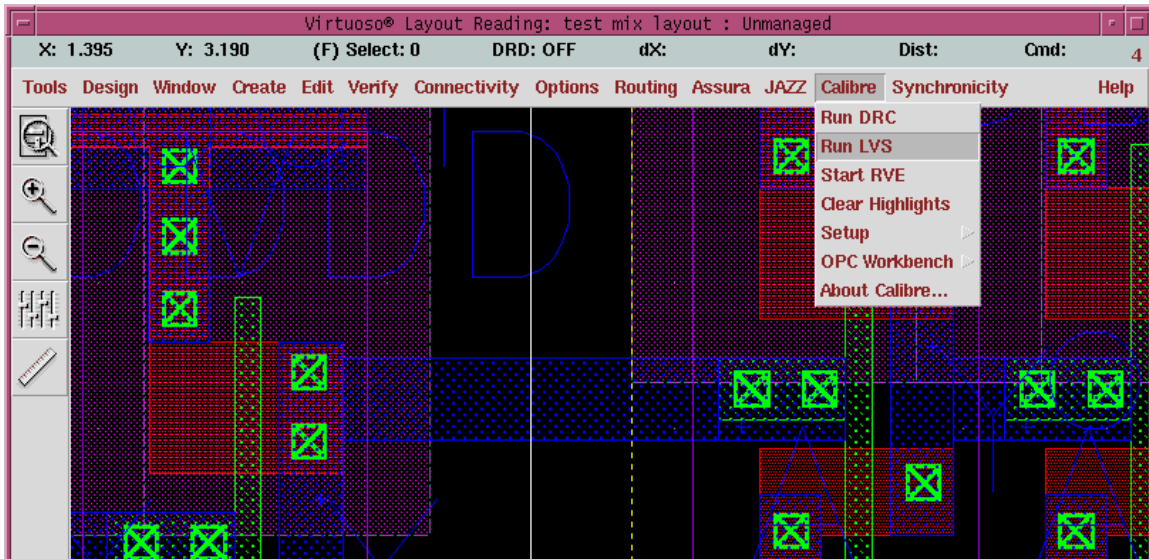 Virtuoso® Layout Reading: test mix layout : Unmanaged
X: 1.395 Y: 3.190 (F) Select: 0 DRD: OFF dX: dY: Dist: Cmd: 4
Tools Design Window Create Edit Verify Connectivity Options Routing Assura JAZZ Calibre Synchronicity Help
Run DRC
Run LVS
Start RVE
Clear Highlights
Setup
OPC Workbench
About Calibre...
D